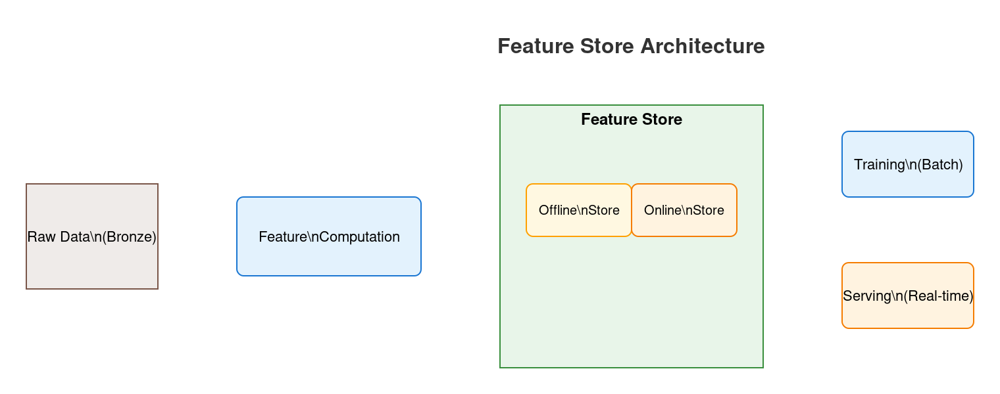 Feature Store Architecture
Feature Store
Raw Data\n(Bronze)
Feature\nComputation
Offline\nStore
Online\nStore
Training\n(Batch)
Serving\n(Real-time)